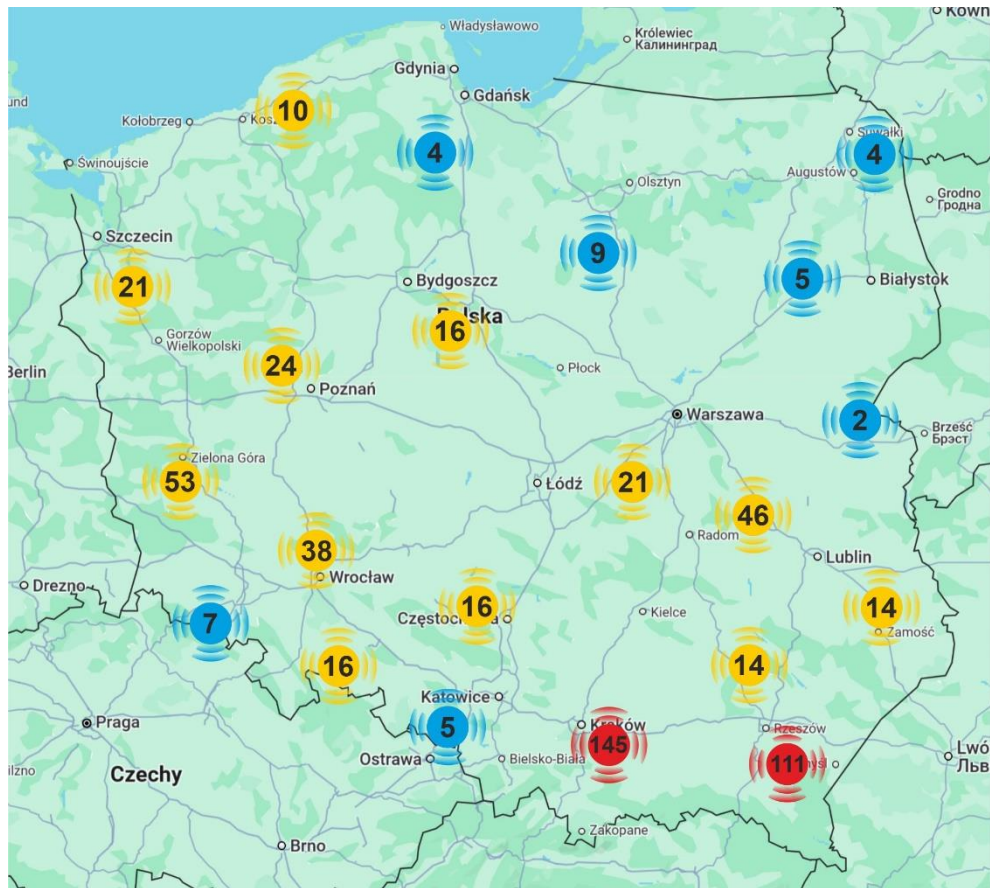 Kown
Władysławowo
Królewiec
Калининград
Gdynia
Gdańsk
10
Kołobrzeg
4
Suwałki
4
Augustów
Świnoujście
Olsztyn
Grodno
Гродна
Szczecin
9
21
Bydgoszcz
5
Białystok
Polska
16
Gorzów
Wielkopolski
24
Płock
Berlin
Poznań
Warszawa
2
Brześć
Брэст
Zielona Góra
53
Łódź
21
46
Radom
38
Lublin
Wrocław
Drezno
16
14
Częstochowa
Kielce
7
Zamość
16
14
Katowice
Praga
5
Kraków
Rzeszów
145
Lwó
Льв
Ostrawa
Bielsko-Biała
111
ilzno
Czechy
Zakopane
Brno